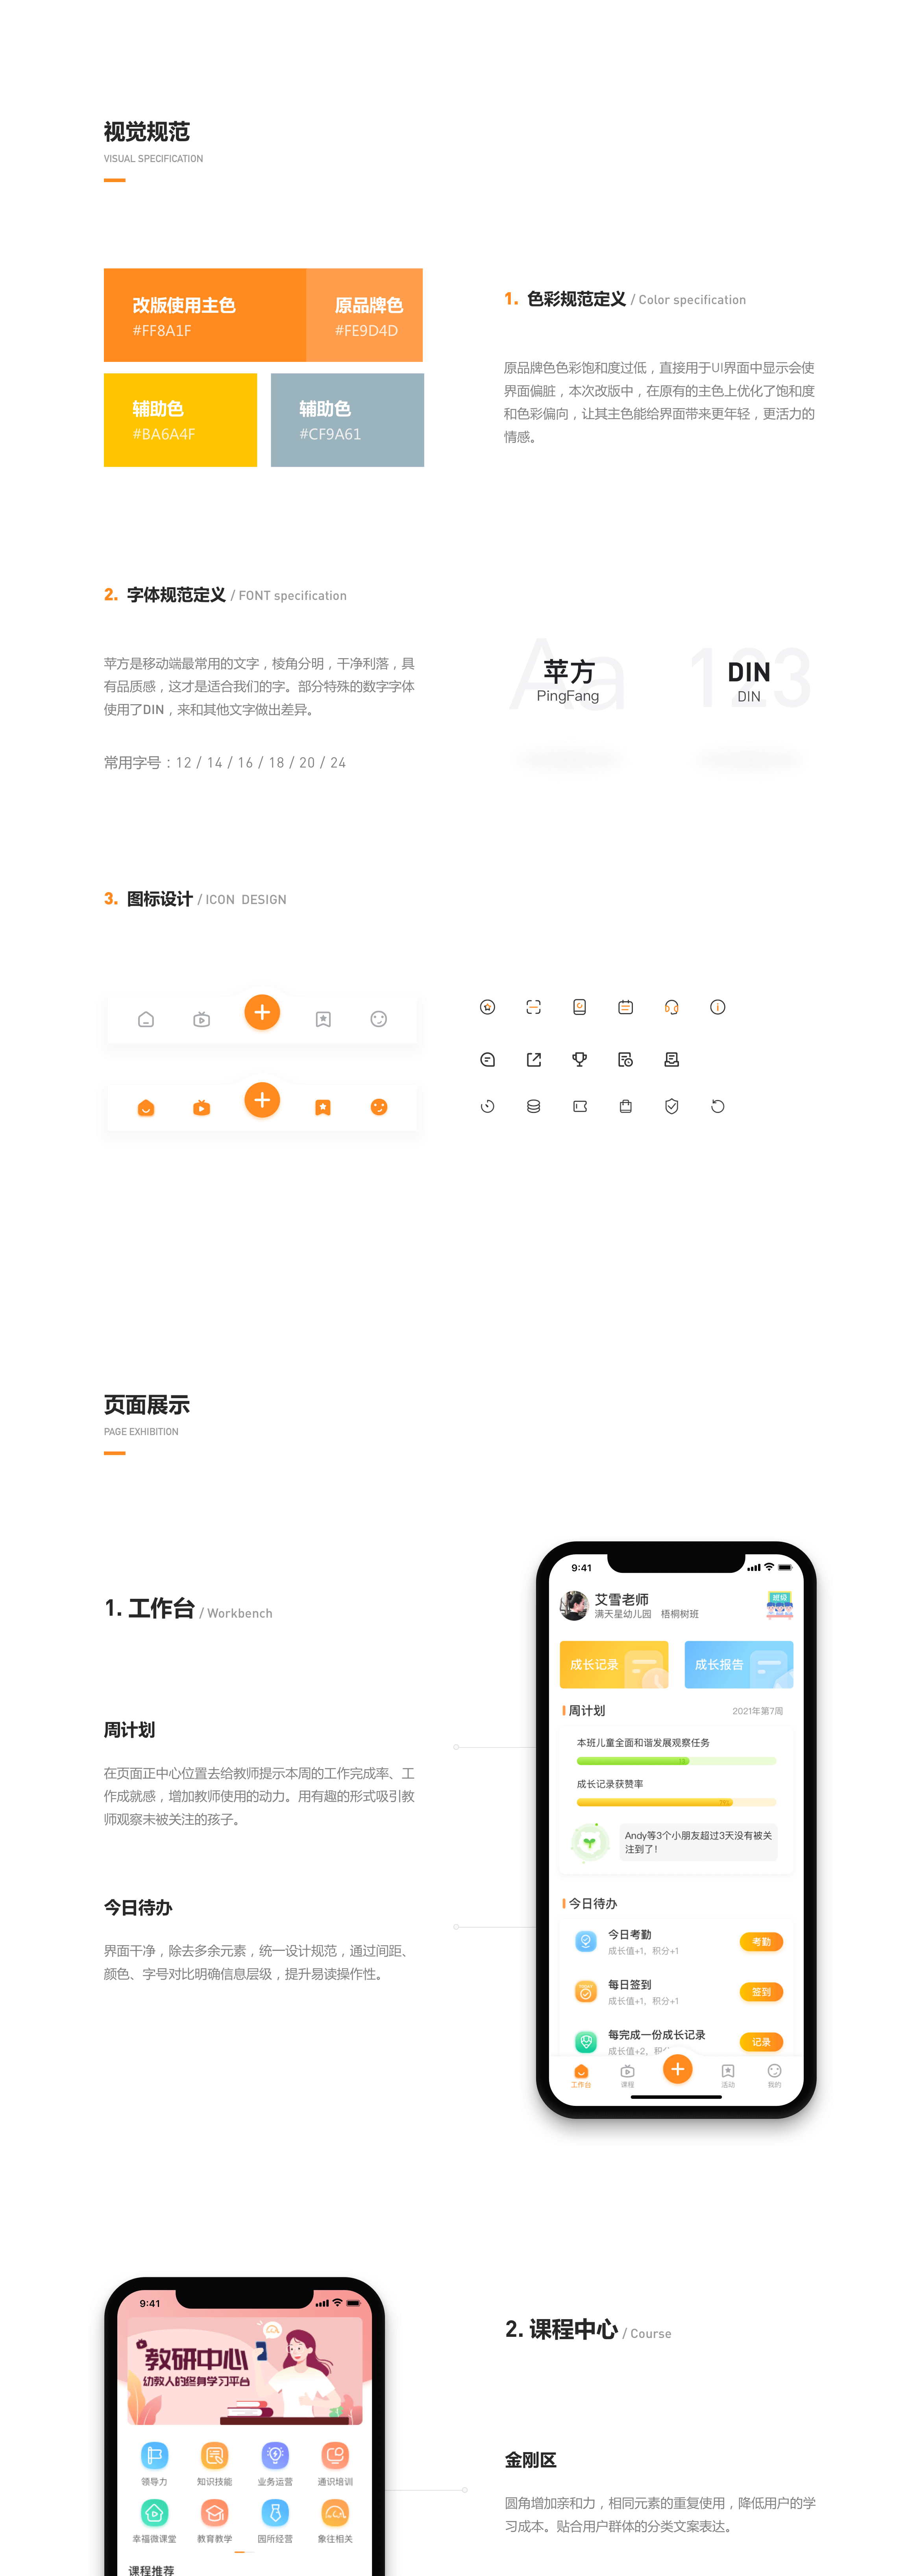 视觉规范
VISUAL SPECIFICATION
改版使用主色
#FF8A1F
原品牌色
#FE9D4D
辅助色
#BA6A4F
辅助色
#CF9A61
1. 色彩规范定义 / Color specification
原品牌色色彩饱和度过低，直接用于UI界面中显示会使
界面偏脏，本次改版中，在原有的主色上优化了饱和度
和色彩偏向，让其主色能给界面带来更年轻，更活力的
情感。
2. 字体规范定义 / FONT specification
苹方是移动端最常用的文字，棱角分明，干净利落，具
有品质感，这才是适合我们的字。部分特殊的数字字体
使用了DIN，来和其他文字做出差异。
常用字号：12 / 14 / 16 / 18 / 20 / 24
Aa
苹方
PingFang
123
DIN
DIN
3. 图标设计 / ICON DESIGN
页面展示
PAGE EXHIBITION
1. 工作台 / Workbench
周计划
在页面正中心位置去给教师提示本周的工作完成率、工
作成就感，增加教师使用的动力。用有趣的形式吸引教
师观察未被关注的孩子。
今日待办
界面干净，除去多余元素，统一设计规范，通过间距、
颜色、字号对比明确信息层级，提升易读操作性。
9:41
艾雪老师
满天星幼儿园 梧桐树班
成长记录
成长报告
周计划
2021年第7周
本班儿童全面和谐发展观察任务
成长记录获赞率
Andy等3个小朋友超过3天没有被关
注到了!
今日待办
今日考勤
成长值+1，积分+1
考勤
每日签到
成长值+1，积分+1
签到
每完成一份成长记录
成长值+2，
记录
工作台
课程
活动
我的
9:41
教研中心
幼教人的终身学习平台
领导力
知识技能
业务运营
通识培训
幸福微课堂
教育教学
园所经营
象往相关
课程推荐
2. 课程中心 / Course
金刚区
圆角增加亲和力，相同元素的重复使用，降低用户的学
习成本。贴合用户群体的分类文案表达。